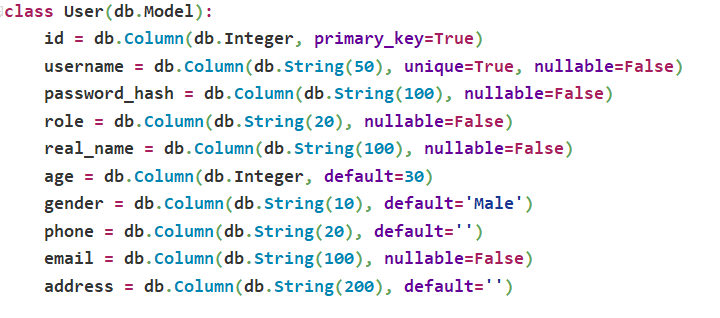 class User(db.Model):
    id = db.Column(db.Integer, primary_key=True)
    username = db.Column(db.String(50), unique=True, nullable=False)
    password_hash = db.Column(db.String(100), nullable=False)
    role = db.Column(db.String(20), nullable=False)
    real_name = db.Column(db.String(100), nullable=False)
    age = db.Column(db.Integer, default=30)
    gender = db.Column(db.String(10), default='Male')
    phone = db.Column(db.String(20), default='')
    email = db.Column(db.String(100), nullable=False)
    address = db.Column(db.String(200), default='')